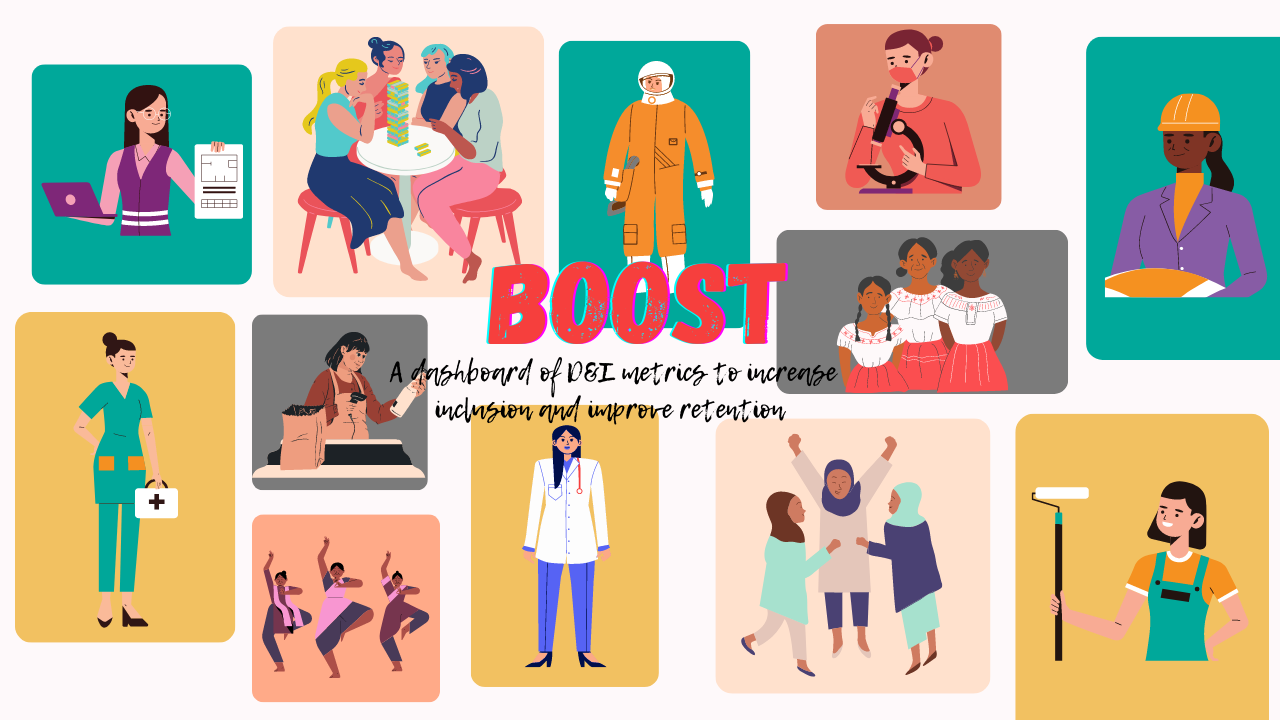 BOOST
A dashboard of D&I metrics to increase
inclusion and improve retention